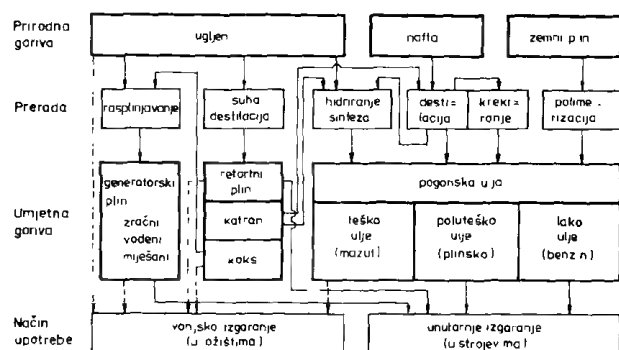 Prirodna
goriva
ugljen
nafta
zemni plin
Prerada
rasplinjavanje
suha
destilacija
hidriranje
sinteza
desti=
lacija
kreki=
ranje
polime-
rizacija
Umjetna
goriva
generatorski
plin
zračni
vodeni
miješani
retortni
plin
katran
koks
pogonska ulja
teško
ulje
(mazut)
poluteško
ulje
(plinsko)
lako
ulje
(benzin)
Način
upotrebe
vanjsko izgaranje
(u ložištima)
unutarnje izgaranje
(u strojevima)